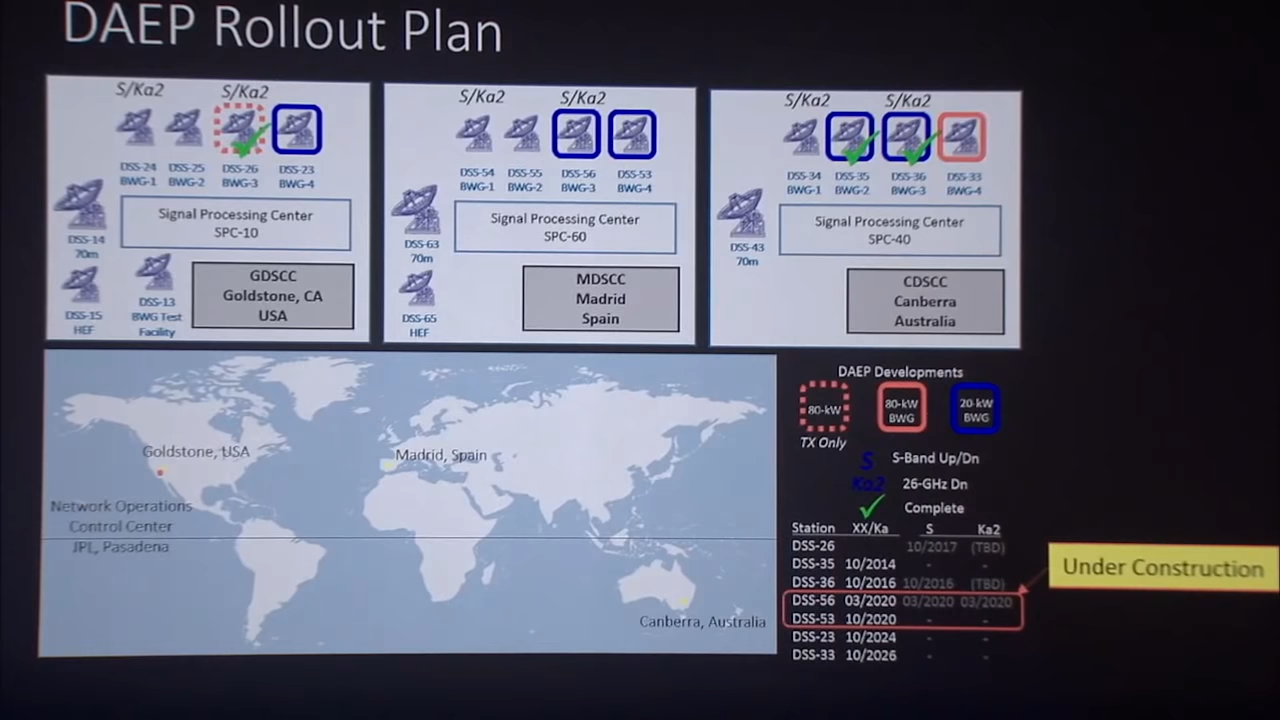 DAEP Rollout Plan
S/Ka2 S/Ka2
DSS-24 DSS-25 DSS-26 DSS-23
BWG-1 BWG-2 BWG-3 BWG-4
DSS-14
70m
Signal Processing Center
SPC-10
DSS-15
HEF
DSS-13
BWG Test
Facility
GDSCC
Goldstone, CA
USA
S/Ka2 S/Ka2
DSS-54 DSS-55 DSS-56 DSS-53
BWG-1 BWG-2 BWG-3 BWG-4
DSS-63
70m
Signal Processing Center
SPC-60
DSS-65
HEF
MDSCC
Madrid
Spain
S/Ka2 S/Ka2
DSS-34 DSS-35 DSS-36 DSS-33
BWG-1 BWG-2 BWG-3 BWG-4
DSS-43
70m
Signal Processing Center
SPC-40
CDSCC
Canberra
Australia
Goldstone, USA
Madrid, Spain
Network Operations
Control Center
JPL, Pasadena
Canberra, Australia
DAEP Developments
80-kW
80-kW
BWG
20-kW
BWG
TX Only
S S-Band Up/Dn
Ka2 26-GHz Dn
Complete
Station XX/Ka S Ka2
DSS-26 10/2017 (TBD)
DSS-35 10/2014 - -
DSS-36 10/2016 10/2016 (TBD)
DSS-56 03/2020 03/2020 03/2020
DSS-53 10/2020 - -
DSS-23 10/2024 - -
DSS-33 10/2026 - -
Under Construction